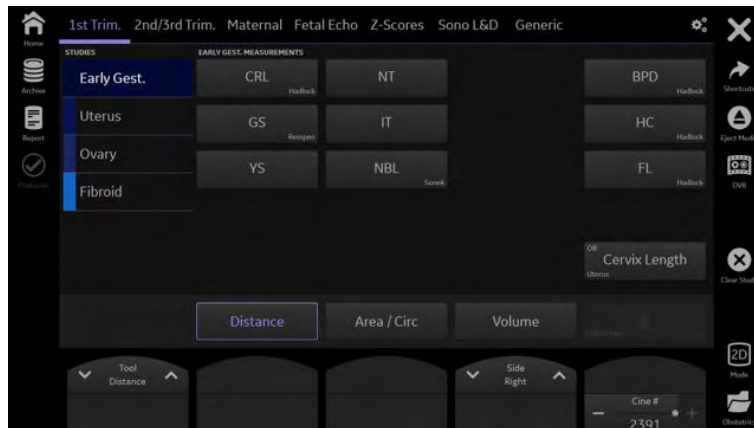 1st Trim. 2nd/3rd Trim. Maternal Fetal Echo Z-Scores Sono L&D Generic
Home
STUDIES
EARLY GEST. MEASUREMENTS
Early Gest.
Uterus
Ovary
Fibroid
CRL
Hadlock
NT
BPD
Hadlock
GS
Rempen
IT
HC
Hadlock
YS
NBL
Sonek
FL
Hadlock
OB
Cervix Length
Uterus
Distance
Area / Circ
Volume
Tool
Distance
Side
Right
Cine #
2391
Archive
Report
Protocols
Shortcuts
Eject Medi
DVR
Clear Studi
2D
Mode
Obstetric